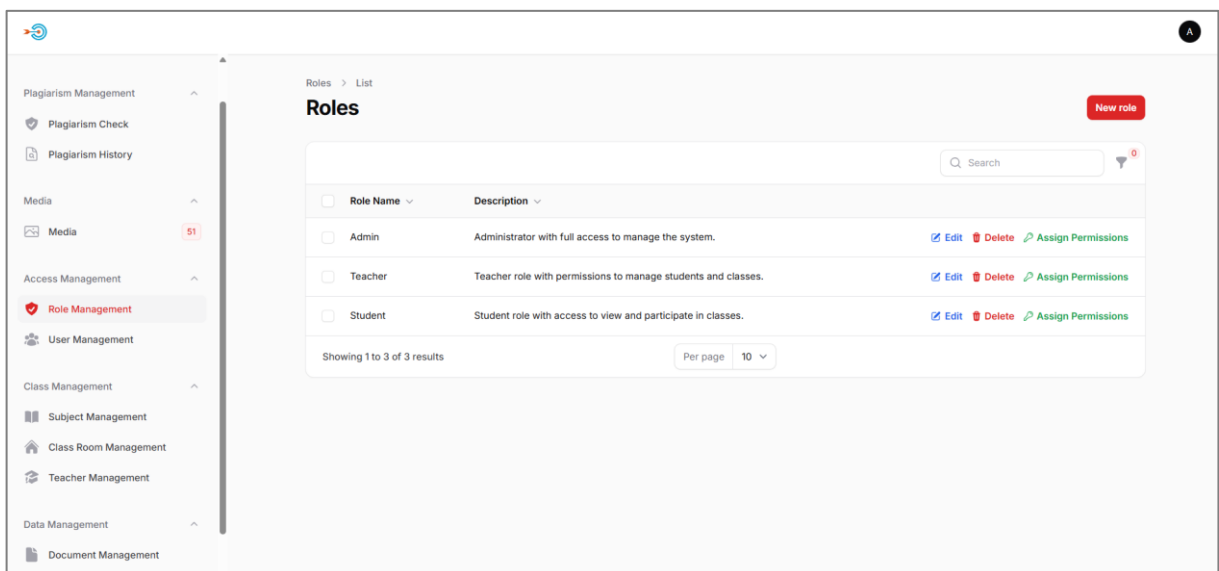 A
Plagiarism Management
Plagiarism Check
Plagiarism History
Media
Media 51
Access Management
Role Management
User Management
Class Management
Subject Management
Class Room Management
Teacher Management
Data Management
Document Management
Roles > List
Roles
New role
Search 0
Role Name Description
Admin Administrator with full access to manage the system. Edit Delete Assign Permissions
Teacher Teacher role with permissions to manage students and classes. Edit Delete Assign Permissions
Student Student role with access to view and participate in classes. Edit Delete Assign Permissions
Showing 1 to 3 of 3 results Per page 10